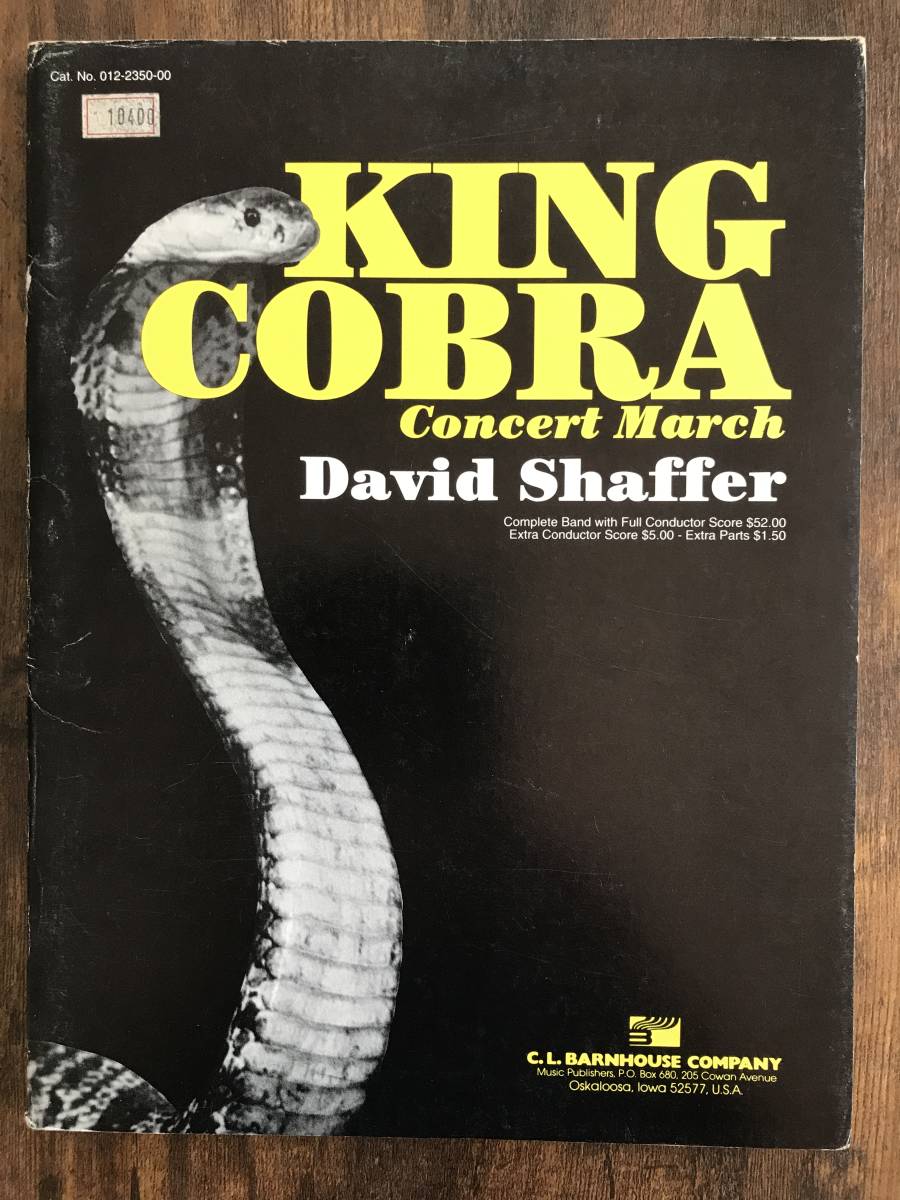 Cat. No. 012-2350-00
10400
KING
COBRA
Concert March
David Shaffer
Complete Band with Full Conductor Score $52.00
Extra Conductor Score $5.00 - Extra Parts $1.50
C.L. BARNHOUSE COMPANY
Music Publishers, P.O. Box 680, 205 Cowan Avenue
Oskaloosa, Iowa 52577, U.S.A.